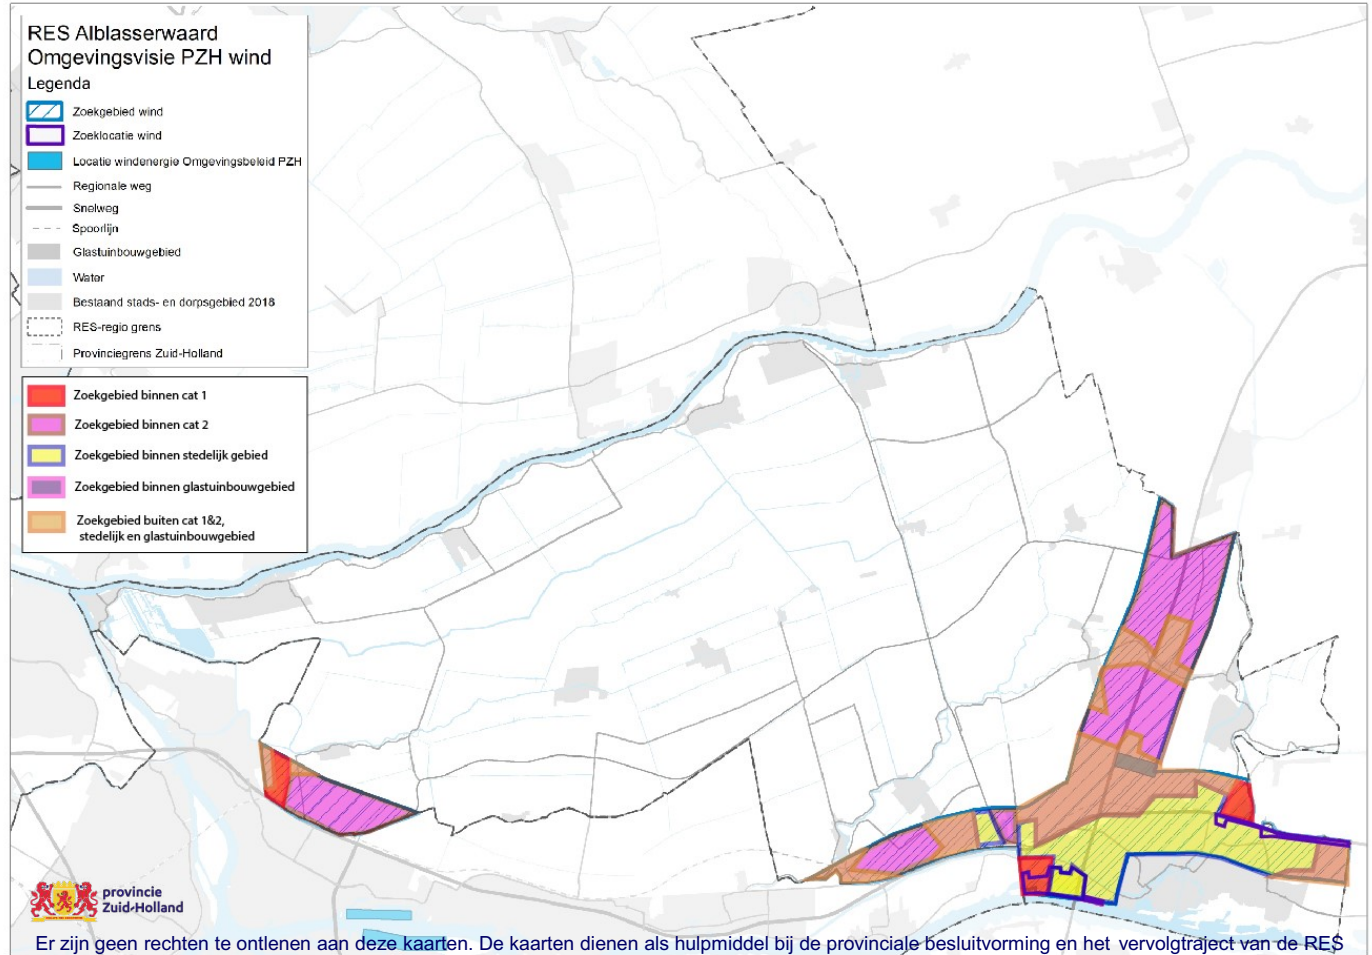 RES Alblasserwaard
Omgevingsvisie PZH wind
Legenda
Zoekgebied wind
Zoeklocatie wind
Locatie windenergie Omgevingsbeleid PZH
Regionale weg
Snelweg
Spoorlijn
Glastuinbouwgebied
Water
Bestaand stads- en dorpsgebied 2018
RES-regio grens
Provinciegrens Zuid-Holland
Zoekgebied binnen cat 1
Zoekgebied binnen cat 2
Zoekgebied binnen stedelijk gebied
Zoekgebied binnen glastuinbouwgebied
Zoekgebied buiten cat 1&2,
stedelijk en glastuinbouwgebied
provincie
Zuid-Holland
Er zijn geen rechten te ontlenen aan deze kaarten. De kaarten dienen als hulpmiddel bij de provinciale besluitvorming en het vervolgtraject van de RES